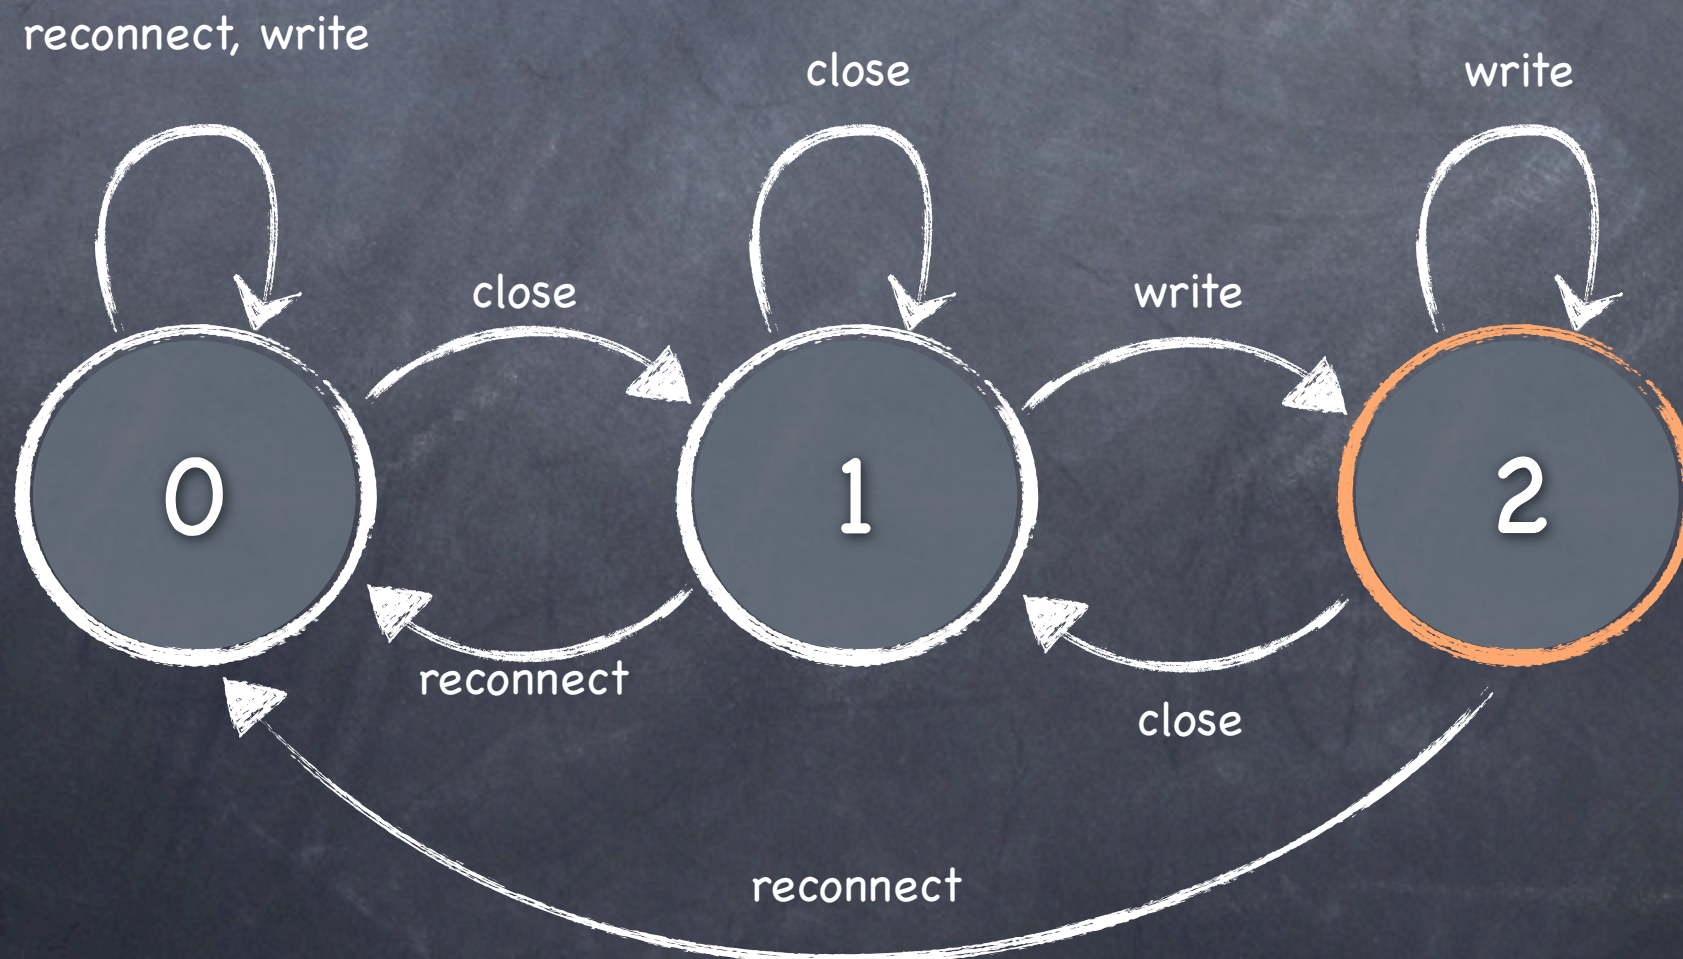 reconnect, write
close
write
close
write
0
1
2
reconnect
close
reconnect